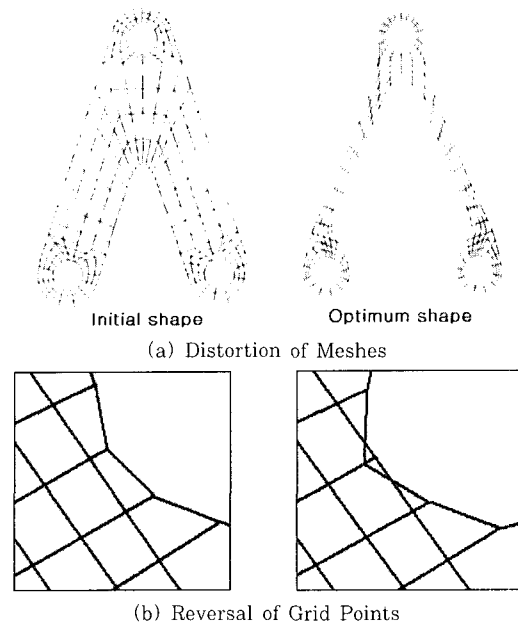 Initial shape
Optimum shape
(a) Distortion of Meshes
(b) Reversal of Grid Points